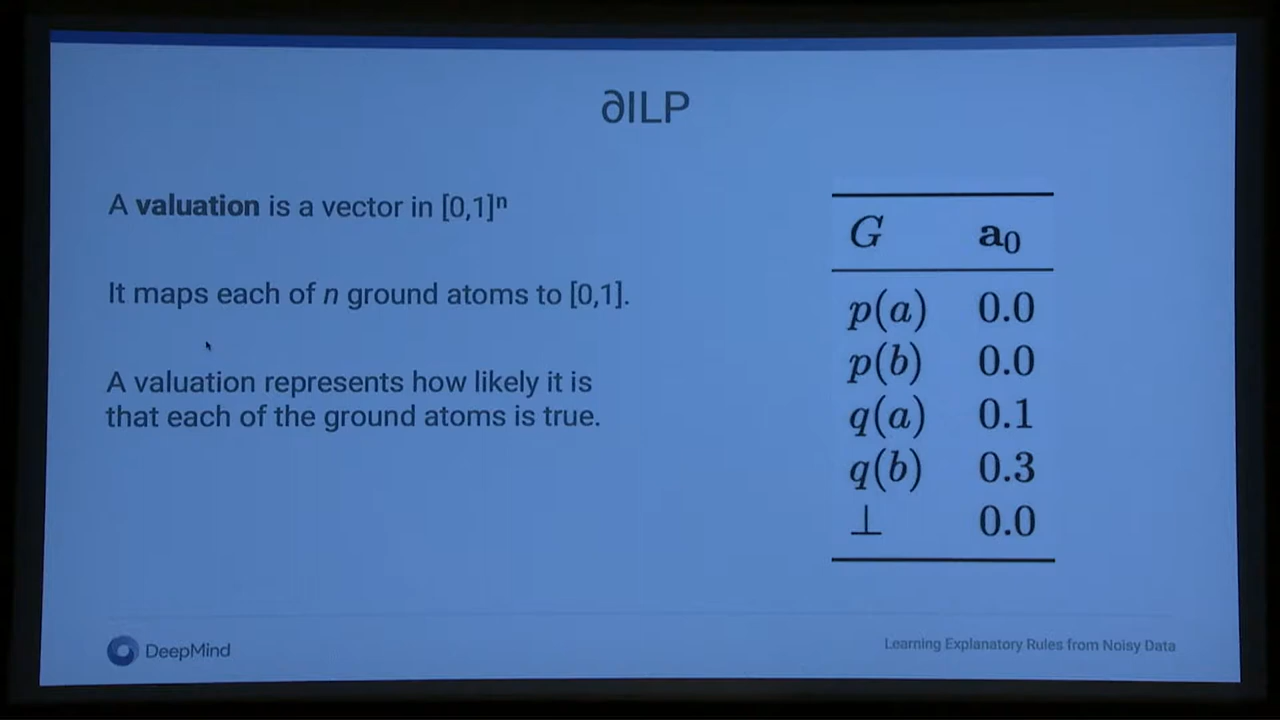 ∂ILP
A valuation is a vector in [0,1]ⁿ
It maps each of n ground atoms to [0,1].
A valuation represents how likely it is
that each of the ground atoms is true.
G a₀
p(a) 0.0
p(b) 0.0
q(a) 0.1
q(b) 0.3
⊥ 0.0
DeepMind
Learning Explanatory Rules from Noisy Data